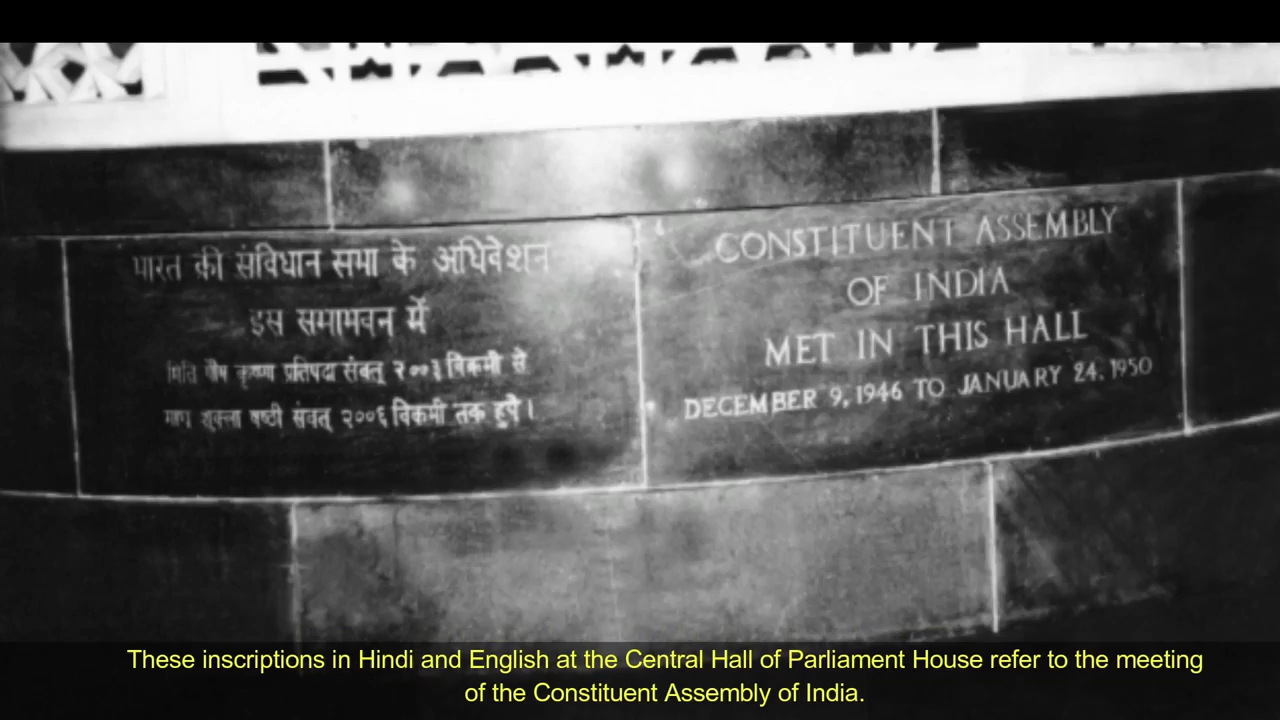 भारत की संविधान सभा के अधिवेशन
इस सभाभवन में
मिति पौष कृष्णा प्रतिपदा संवत् २००३ विक्रमी से
माघ शुक्ला षष्ठी संवत् २००६ विक्रमी तक हुये।
CONSTITUENT ASSEMBLY
OF INDIA
MET IN THIS HALL
DECEMBER 9, 1946 TO JANUARY 24, 1950
These inscriptions in Hindi and English at the Central Hall of Parliament House refer to the meeting
of the Constituent Assembly of India.